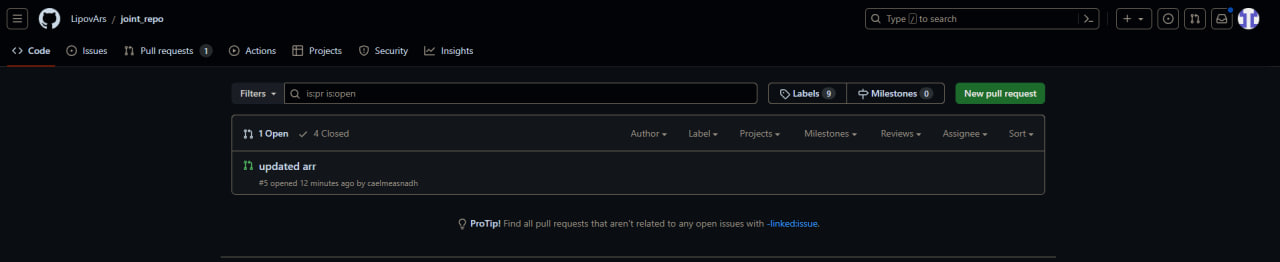 LipovArs / joint_repo
Type / to search
Code Issues Pull requests 1 Actions Projects Security Insights
Filters is:pr is:open Labels 9 Milestones 0 New pull request
1 Open 4 Closed Author Label Projects Milestones Reviews Assignee Sort
updated arr
#5 opened 12 minutes ago by caelmeasnadh
ProTip! Find all pull requests that aren't related to any open issues with -linked:issue.